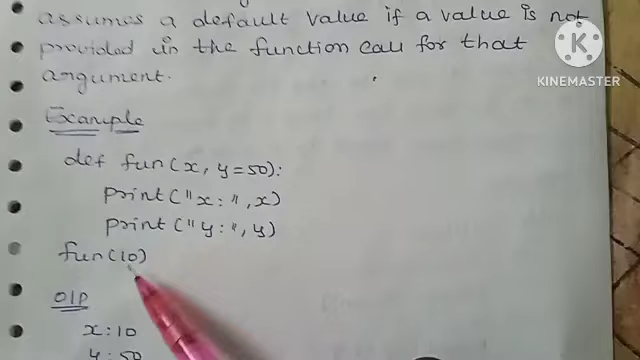 assumes a default value if a value is not
provided in the function call for that
argument.
KINEMASTER
Example
def fun(x, y=50):
print("x:",x)
print("y:",y)
fun(10)
O/P
x:10
y:50